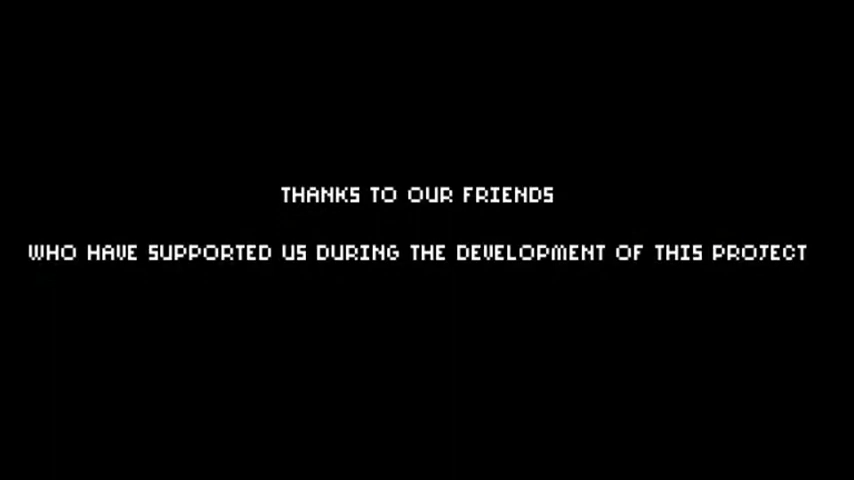 THANKS TO OUR FRIENDS
WHO HAVE SUPPORTED US DURING THE DEVELOPMENT OF THIS PROJECT